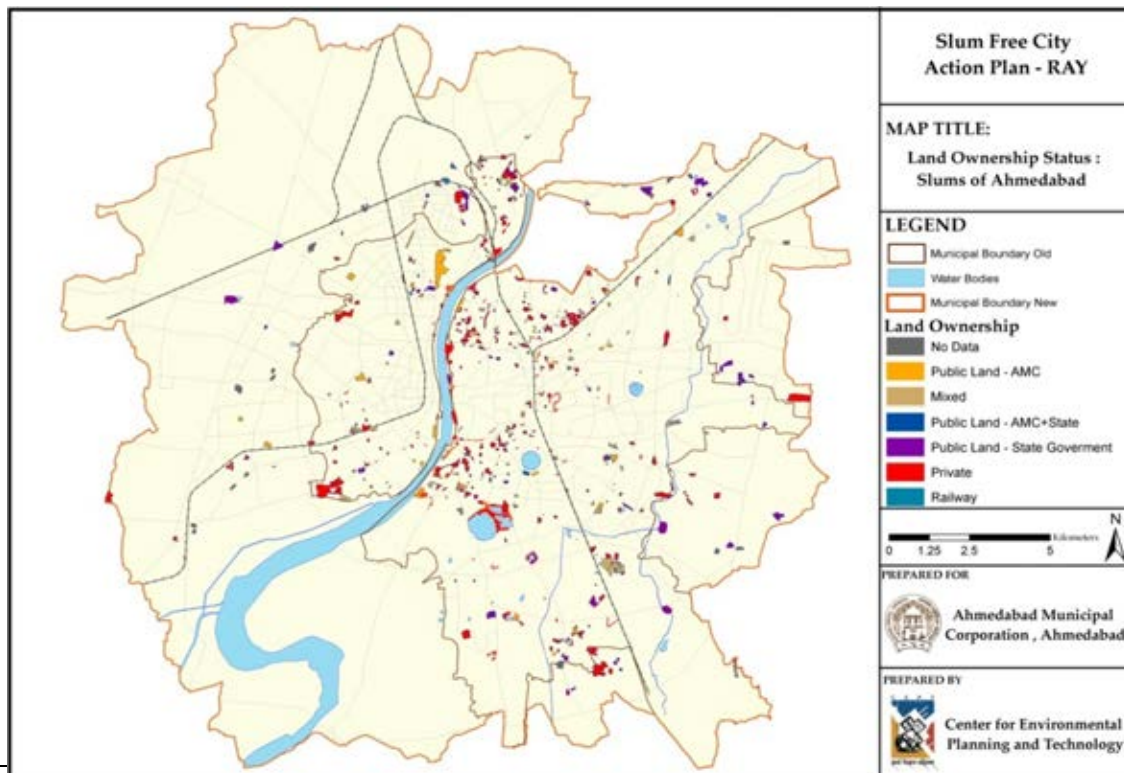 Slum Free City
Action Plan - RAY
MAP TITLE:
Land Ownership Status :
Slums of Ahmedabad
LEGEND
Municipal Boundary Old
Water Bodies
Municipal Boundary New
Land Ownership
No Data
Public Land - AMC
Mixed
Public Land - AMC+State
Public Land - State Goverment
Private
Railway
N
Kilometers
0 1.25 2.5 5
PREPARED FOR
Ahmedabad Municipal
Corporation , Ahmedabad
PREPARED BY
Center for Environmental
Planning and Technology